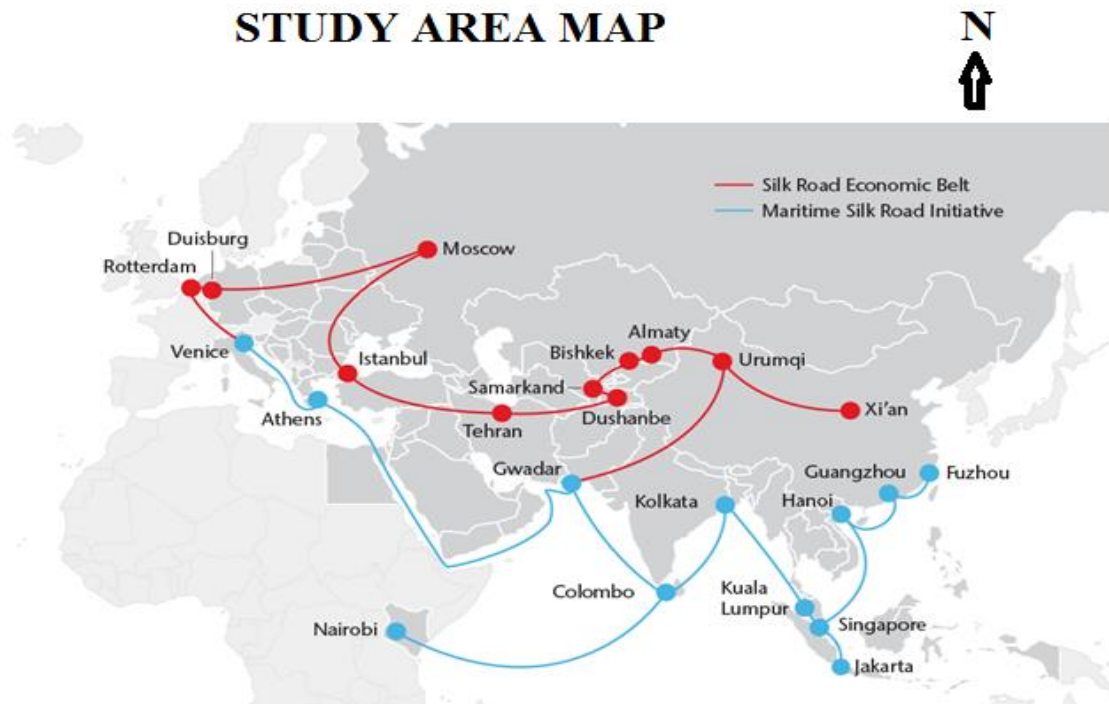 STUDY AREA MAP
N
Silk Road Economic Belt
Maritime Silk Road Initiative
Duisburg
Moscow
Rotterdam
Almaty
Venice
Istanbul
Bishkek
Urumqi
Samarkand
Xi'an
Athens
Dushanbe
Tehran
Gwadar
Guangzhou
Fuzhou
Kolkata
Hanoi
Colombo
Kuala
Lumpur
Nairobi
Singapore
Jakarta